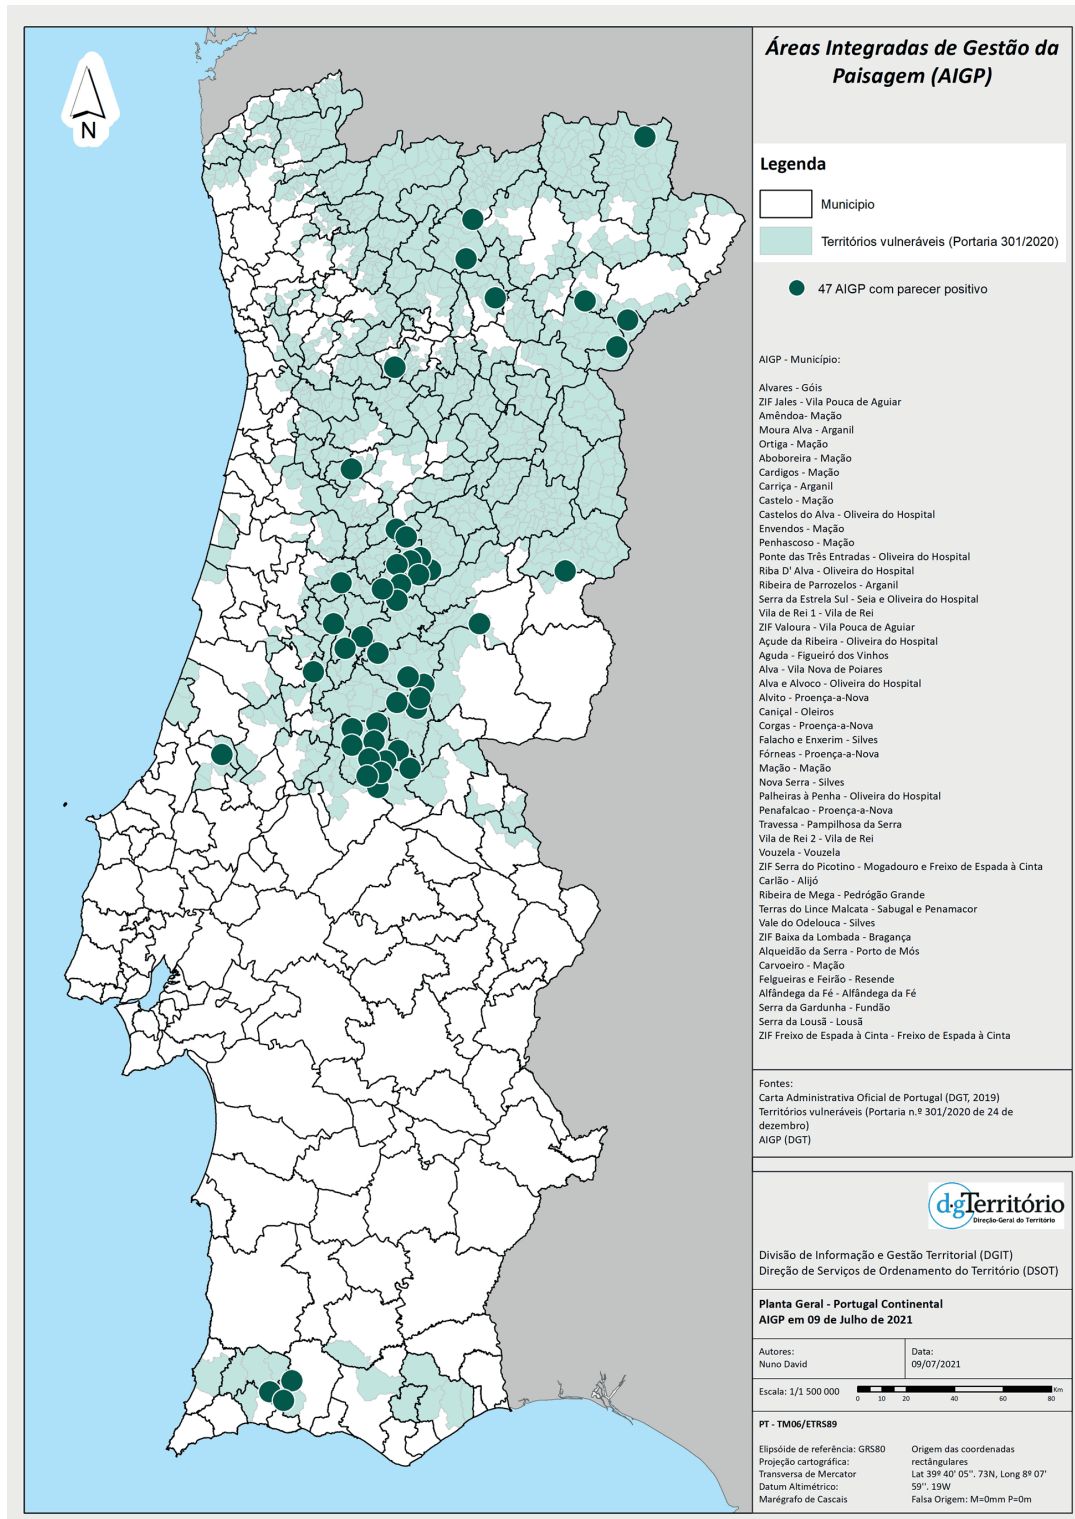 Áreas Integradas de Gestão da
Paisagem (AIGP)
N
Legenda
Municipio
Territórios vulneráveis (Portaria 301/2020)
47 AIGP com parecer positivo
AIGP - Município:
Alvares - Góis
ZIF Jales - Vila Pouca de Aguiar
Amêndoa- Mação
Moura Alva - Arganil
Ortiga - Mação
Aboboreira - Mação
Cardigos - Mação
Carriça - Arganil
Castelo - Mação
Castelos do Alva - Oliveira do Hospital
Envendos - Mação
Penhascoso - Mação
Ponte das Três Entradas - Oliveira do Hospital
Riba D' Alva - Oliveira do Hospital
Ribeira de Parrozelos - Arganil
Serra da Estrela Sul - Seia e Oliveira do Hospital
Vila de Rei 1 - Vila de Rei
ZIF Valoura - Vila Pouca de Aguiar
Açude da Ribeira - Oliveira do Hospital
Aguda - Figueiró dos Vinhos
Alva - Vila Nova de Poiares
Alva e Alvoco - Oliveira do Hospital
Alvito - Proença-a-Nova
Caniçal - Oleiros
Corgas - Proença-a-Nova
Falacho e Enxerim - Silves
Fórneas - Proença-a-Nova
Mação - Mação
Nova Serra - Silves
Palheiras à Penha - Oliveira do Hospital
Penafalcao - Proença-a-Nova
Travessa - Pampilhosa da Serra
Vila de Rei 2 - Vila de Rei
Vouzela - Vouzela
ZIF Serra do Picotino - Mogadouro e Freixo de Espada à Cinta
Carlão - Alijó
Ribeira de Mega - Pedrógão Grande
Terras do Lince Malcata - Sabugal e Penamacor
Vale do Odelouca - Silves
ZIF Baixa da Lombada - Bragança
Alqueidão da Serra - Porto de Mós
Carvoeiro - Mação
Felgueiras e Feirão - Resende
Alfândega da Fé - Alfândega da Fé
Serra da Gardunha - Fundão
Serra da Lousã - Lousã
ZIF Freixo de Espada à Cinta - Freixo de Espada à Cinta
Fontes:
Carta Administrativa Oficial de Portugal (DGT, 2019)
Territórios vulneráveis (Portaria n.º 301/2020 de 24 de
dezembro)
AIGP (DGT)
d·gTerritório
Direção-Geral do Território
Divisão de Informação e Gestão Territorial (DGIT)
Direção de Serviços de Ordenamento do Território (DSOT)
Planta Geral - Portugal Continental
AIGP em 09 de Julho de 2021
Autores:
Nuno David
Data:
09/07/2021
Escala: 1/1 500 000
Km
0 10 20 40 60 80
PT - TM06/ETRS89
Elipsóide de referência: GRS80
Projeção cartográfica:
Transversa de Mercator
Datum Altimétrico:
Marégrafo de Cascais
Origem das coordenadas
rectângulares
Lat 39º 40' 05''. 73N, Long 8º 07'
59''. 19W
Falsa Origem: M=0mm P=0m